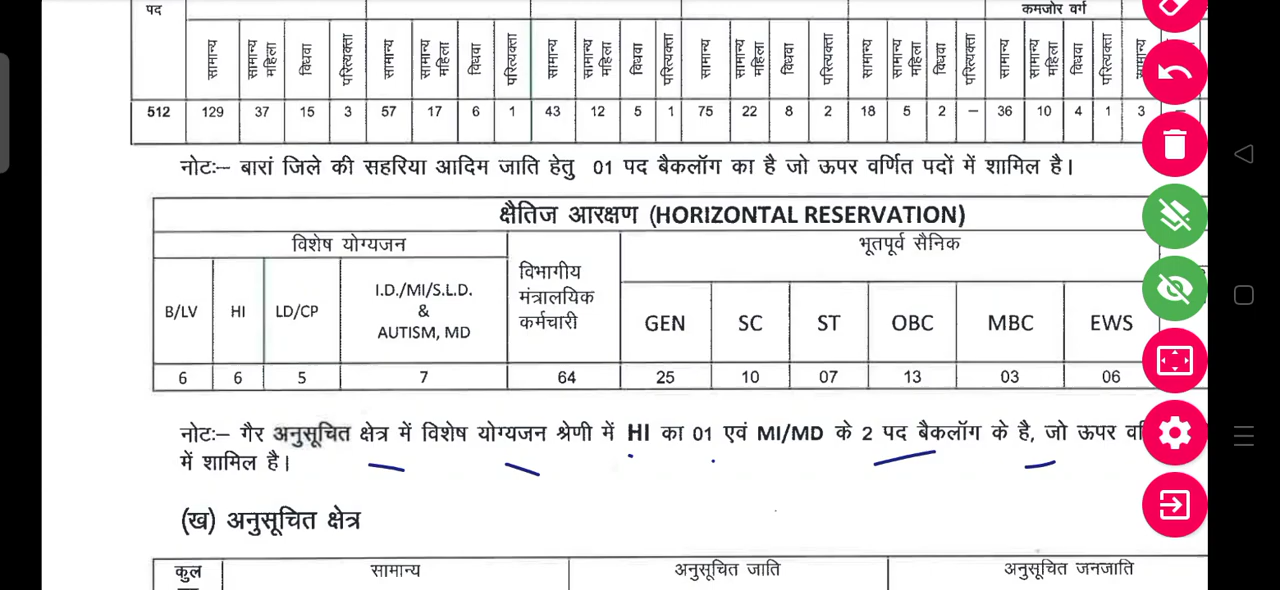 पद कमजोर वर्ग
सामान्य सामान्य महिला विधवा परित्यक्ता सामान्य सामान्य महिला विधवा परित्यक्ता सामान्य सामान्य महिला विधवा परित्यक्ता सामान्य सामान्य महिला विधवा परित्यक्ता सामान्य सामान्य महिला विधवा परित्यक्ता सामान्य सामान्य महिला विधवा परित्यक्ता सामान्य
512 129 37 15 3 57 17 6 1 43 12 5 1 75 22 8 2 18 5 2 – 36 10 4 1 3 –
नोटः– बारां जिले की सहरिया आदिम जाति हेतु 01 पद बैकलॉग का है जो ऊपर वर्णित पदों में शामिल है।
क्षैतिज आरक्षण (HORIZONTAL RESERVATION)
विशेष योग्यजन विभागीय मंत्रालयिक कर्मचारी भूतपूर्व सैनिक
B/LV HI LD/CP I.D./MI/S.L.D. & AUTISM, MD GEN SC ST OBC MBC EWS
6 6 5 7 64 25 10 07 13 03 06
नोटः– गैर अनुसूचित क्षेत्र में विशेष योग्यजन श्रेणी में HI का 01 एवं MI/MD के 2 पद बैकलॉग के है, जो ऊपर
में शामिल है।
(ख) अनुसूचित क्षेत्र
कुल सामान्य अनुसूचित जाति अनुसूचित जनजाति